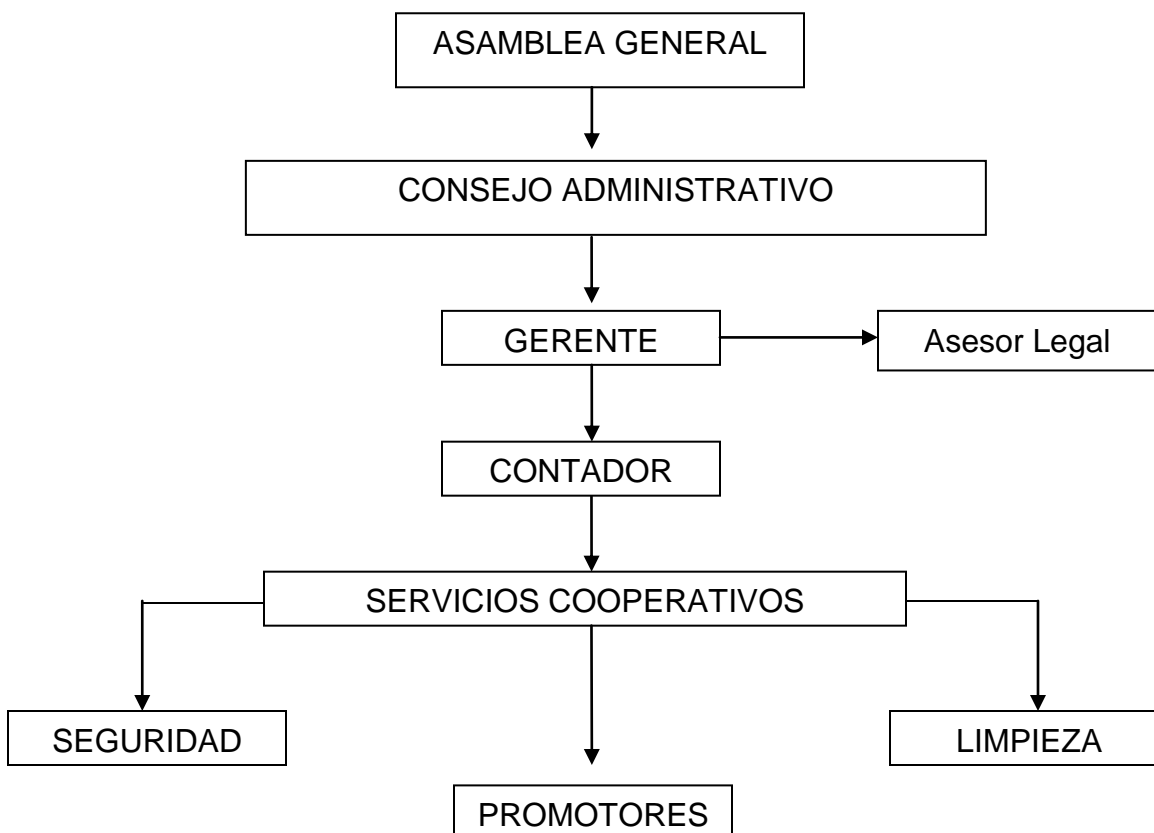 ASAMBLEA GENERAL
CONSEJO ADMINISTRATIVO
GERENTE
Asesor Legal
CONTADOR
SERVICIOS COOPERATIVOS
SEGURIDAD
LIMPIEZA
PROMOTORES